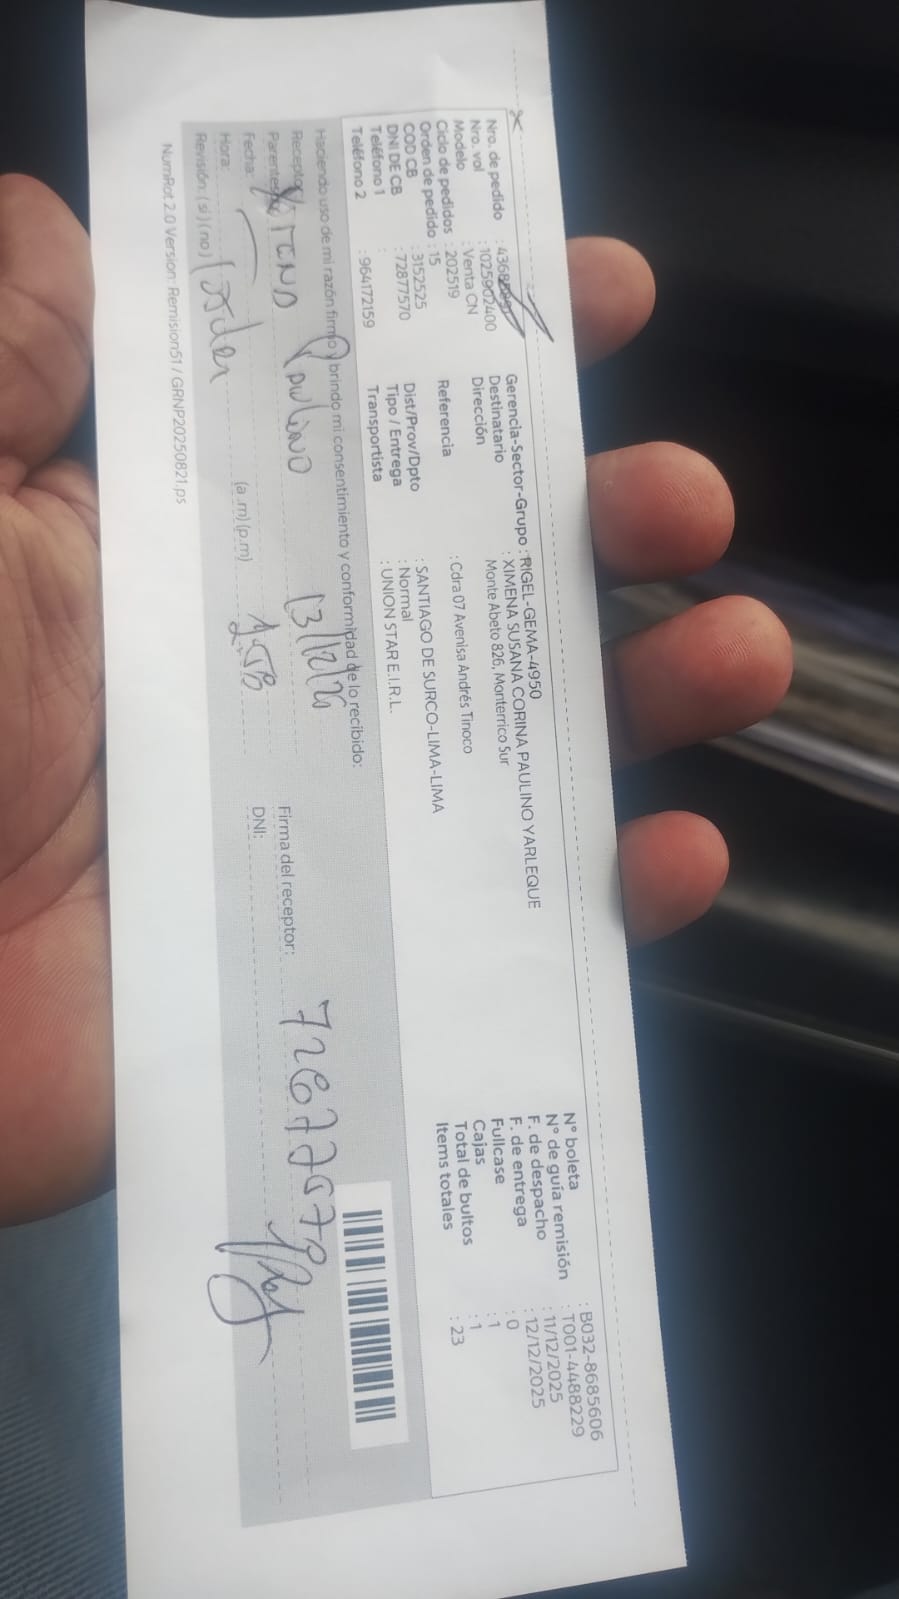 Nro. de pedido
Nro. vol : 1025902400
Modelo : Venta CN
Ciclo de pedidos : 202519
Orden de pedido : 15
COD CB : 3152525
DNI DE CB : 72877570
Teléfono 1 :
Teléfono 2 : 964172159
Gerencia-Sector-Grupo : RIGEL-GEMA-4950
Destinatario : XIMENA SUSANA CORINA PAULINO YARLEQUE
Dirección Monte Abeto 826, Monterrico Sur
Referencia : Cdra 07 Avenisa Andrés Tinoco
Dist/Prov/Dpto : SANTIAGO DE SURCO-LIMA-LIMA
Tipo / Entrega : Normal
Transportista : UNION STAR E.I.R.L.
N° boleta : B032-8685606
N° de guía remisión : T001-4488229
F. de despacho : 11/12/2025
F. de entrega : 12/12/2025
Fullcase : 0
Cajas : 1
Total de bultos : 1
Items totales : 23
Haciendo uso de mi razón firmo y brindo mi consentimiento y conformidad de lo recibido:
Receptor: Paulino
Fecha:
Hora: (a.m) (p.m)
Revisión: (si) (no)
Firma del receptor:
DNI:
NumRot 2.0 Version: Remision51 / GRNP20250821.ps